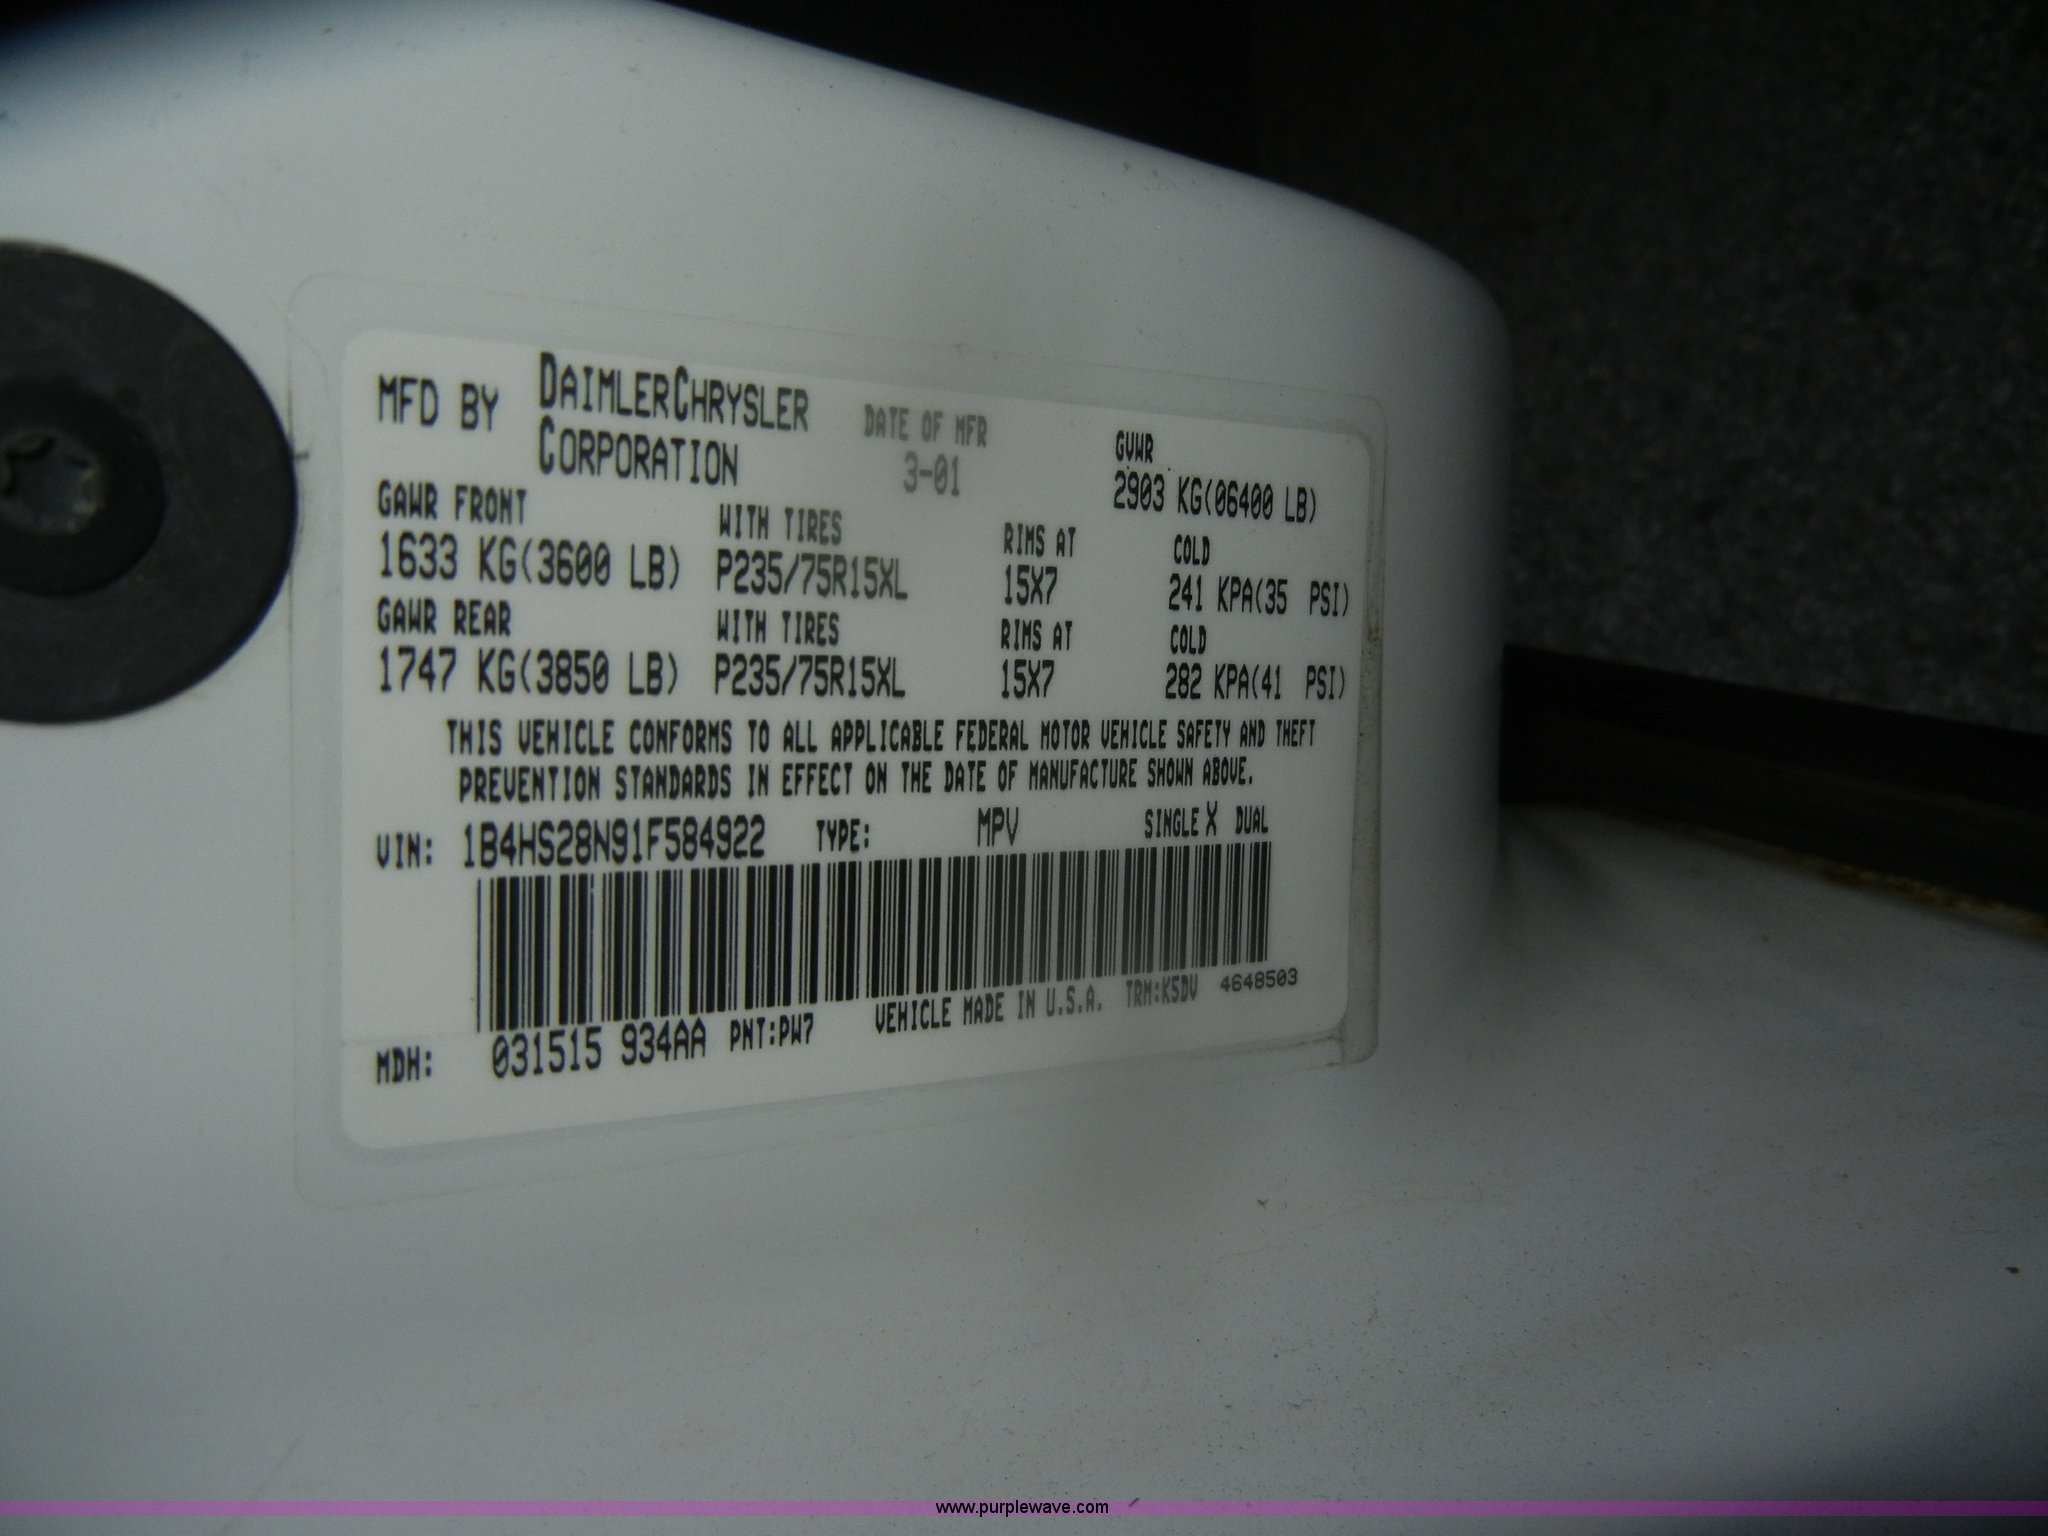 MFD BY DAIMLERCHRYSLER CORPORATION
DATE OF MFR 3-01
GVWR 2903 KG(06400 LB)
GAWR FRONT WITH TIRES RIMS AT COLD
1633 KG(3600 LB) P235/75R15XL 15X7 241 KPA(35 PSI)
GAWR REAR WITH TIRES RIMS AT COLD
1747 KG(3850 LB) P235/75R15XL 15X7 282 KPA(41 PSI)
THIS VEHICLE CONFORMS TO ALL APPLICABLE FEDERAL MOTOR VEHICLE SAFETY AND THEFT
PREVENTION STANDARDS IN EFFECT ON THE DATE OF MANUFACTURE SHOWN ABOVE.
VIN: 1B4HS28N91F584922 TYPE: MPV SINGLE X DUAL
MDH: 031515 934AA PNT:PW7 VEHICLE MADE IN U.S.A. TRM:K5DV 4648503
www.purplewave.com